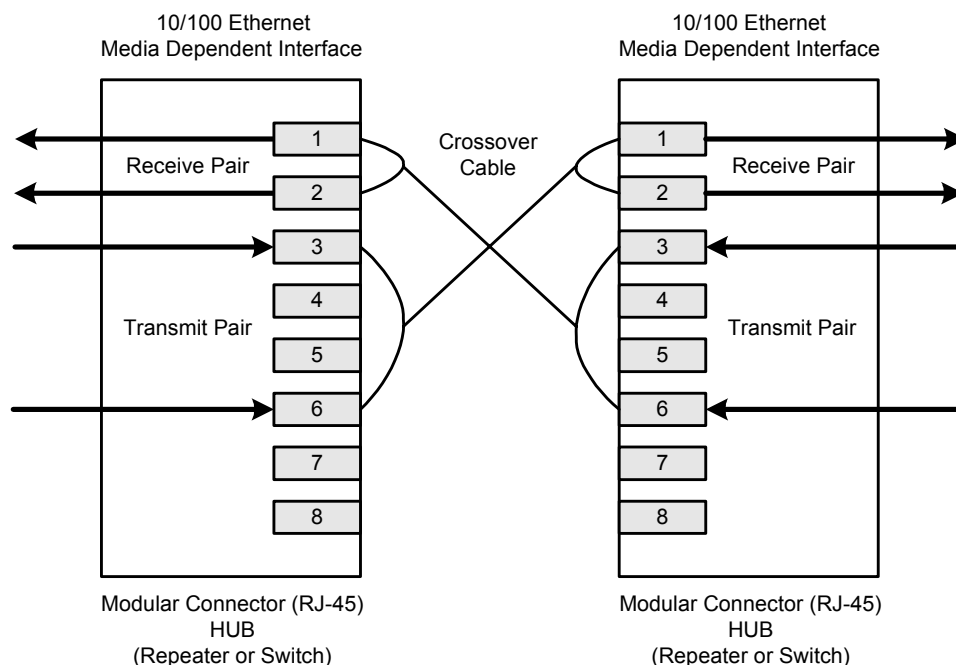 10/100 Ethernet
Media Dependent Interface
10/100 Ethernet
Media Dependent Interface
1
Receive Pair
2
3
4
Transmit Pair
5
6
7
8
Crossover
Cable
1
Receive Pair
2
3
4
Transmit Pair
5
6
7
8
Modular Connector (RJ-45)
HUB
(Repeater or Switch)
Modular Connector (RJ-45)
HUB
(Repeater or Switch)